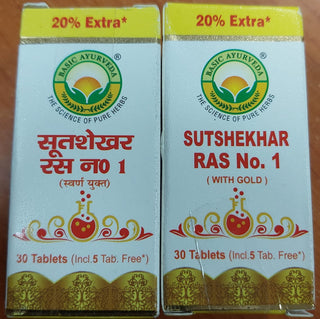 20% Extra*
BASIC AYURVEDA
THE SCIENCE OF PURE HERBS
सूतशेखर
रस न0 1
(स्वर्ण युक्त)
30 Tablets (Incl.5 Tab. Free*)
20% Extra*
BASIC AYURVEDA
THE SCIENCE OF PURE HERBS
SUTSHEKHAR
RAS No. 1
( WITH GOLD )
30 Tablets (Incl.5 Tab. Free*)